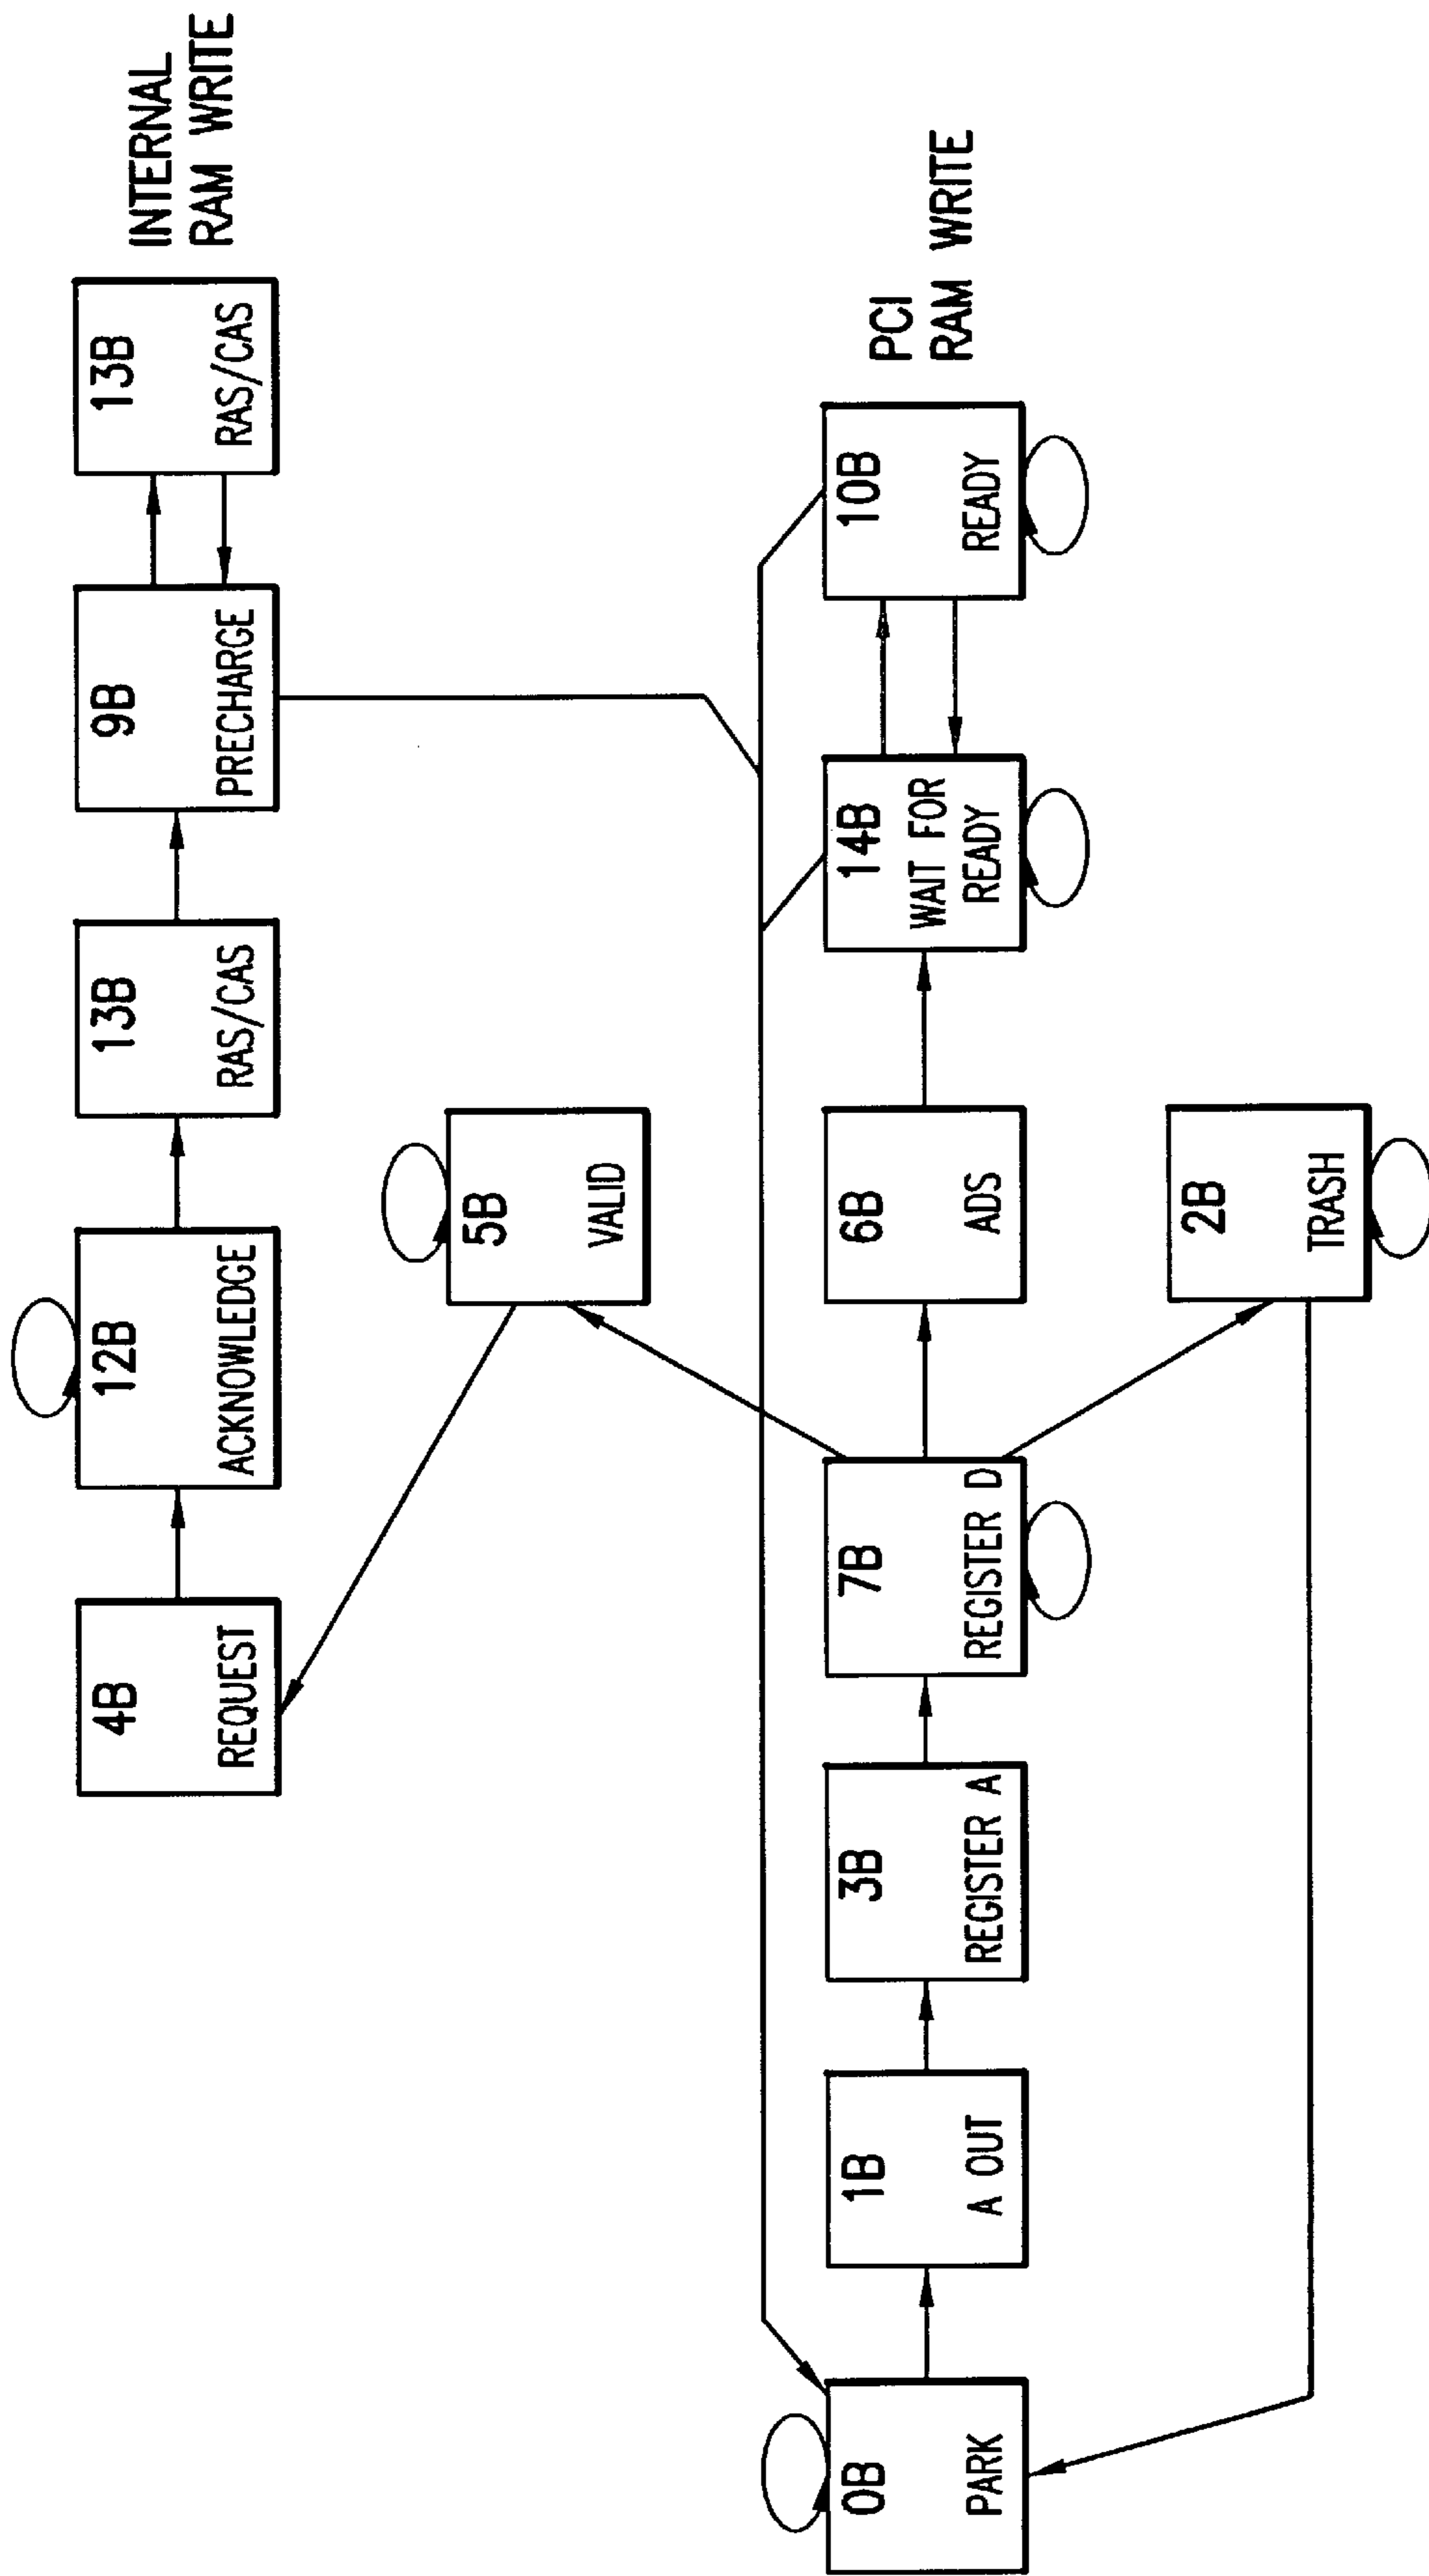 4B
REQUEST
12B
ACKNOWLEDGE
13B
RAS/CAS
9B
PRECHARGE
13B
RAS/CAS
INTERNAL
RAM WRITE
5B
VALID
0B
PARK
1B
A OUT
3B
REGISTER A
7B
REGISTER D
6B
ADS
14B
WAIT FOR
READY
10B
READY
PCI
RAM WRITE
2B
TRASH